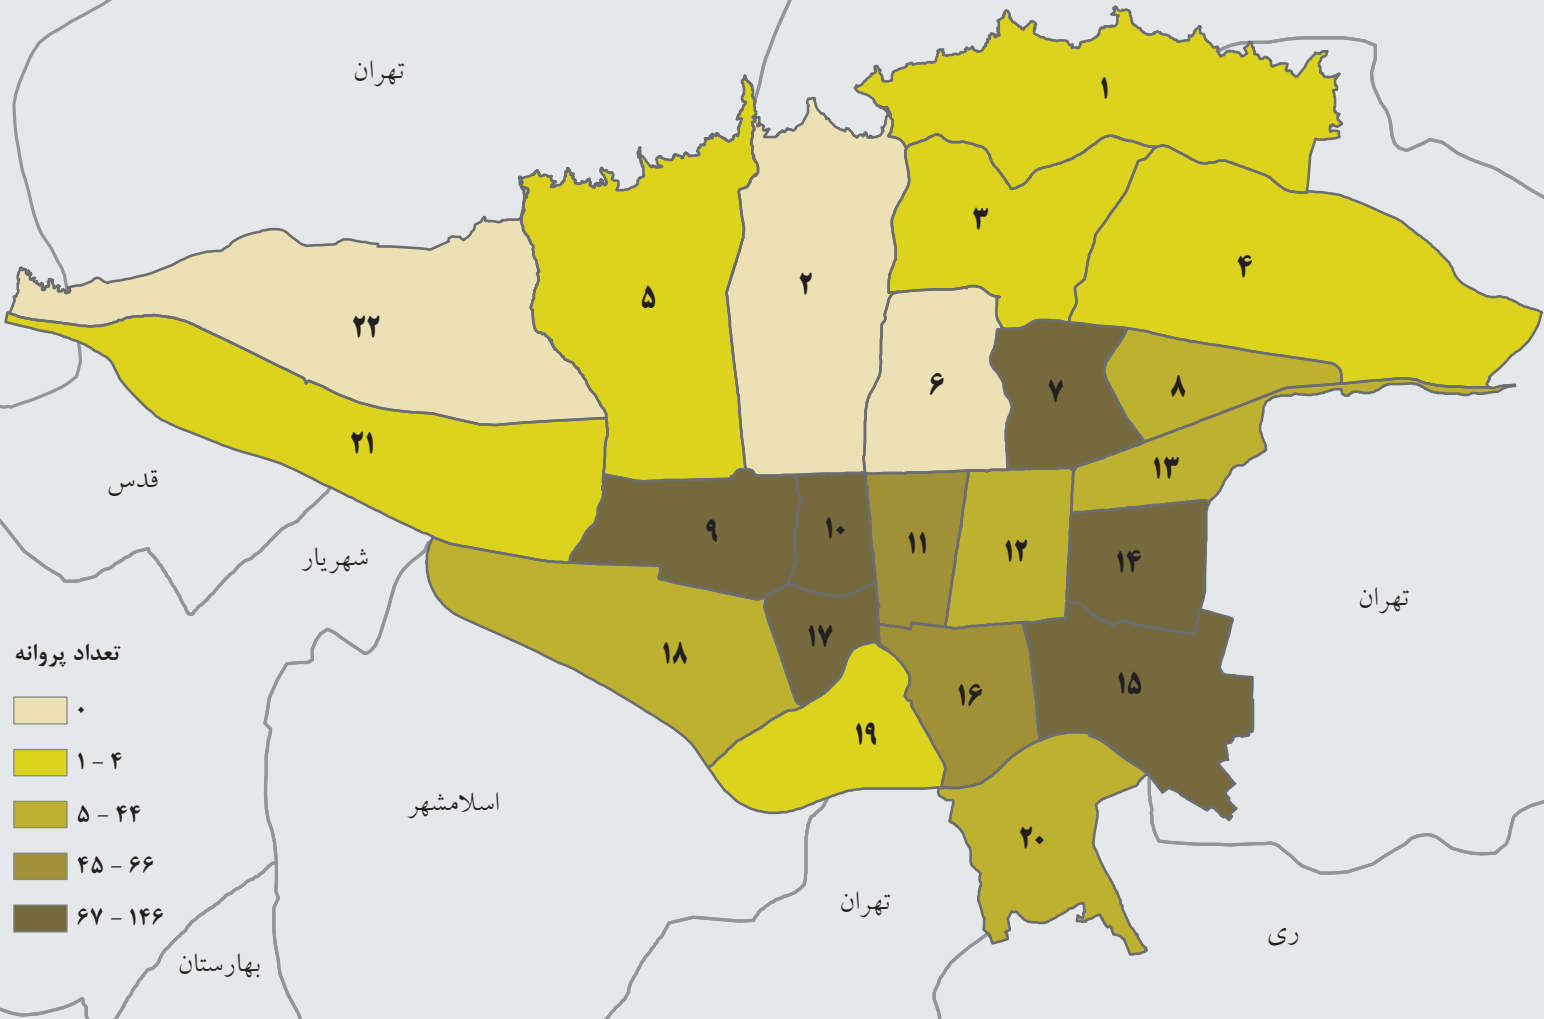 تهران
۱
۳
۴
۲
۵
۲۲
۶
۷
۸
۲۱
۱۳
قدس
۹
۱۰
۱۱
۱۲
۱۴
شهریار
تهران
۱۷
۱۸
۱۶
۱۵
۱۹
تعداد پروانه
۰
۱ - ۴
۵ - ۴۴
۴۵ - ۶۶
۶۷ - ۱۴۶
اسلامشهر
۲۰
تهران
ری
بهارستان